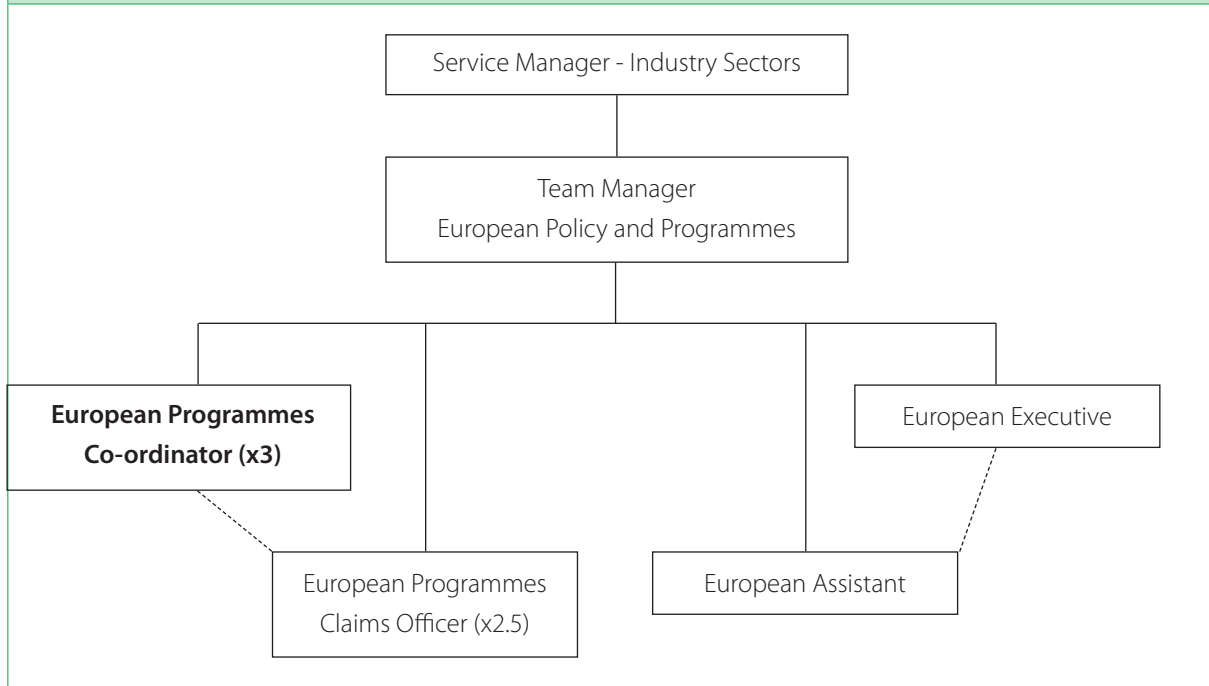 Service Manager - Industry Sectors
Team Manager
European Policy and Programmes
European Programmes
Co-ordinator (x3)
European Executive
European Programmes
Claims Officer (x2.5)
European Assistant